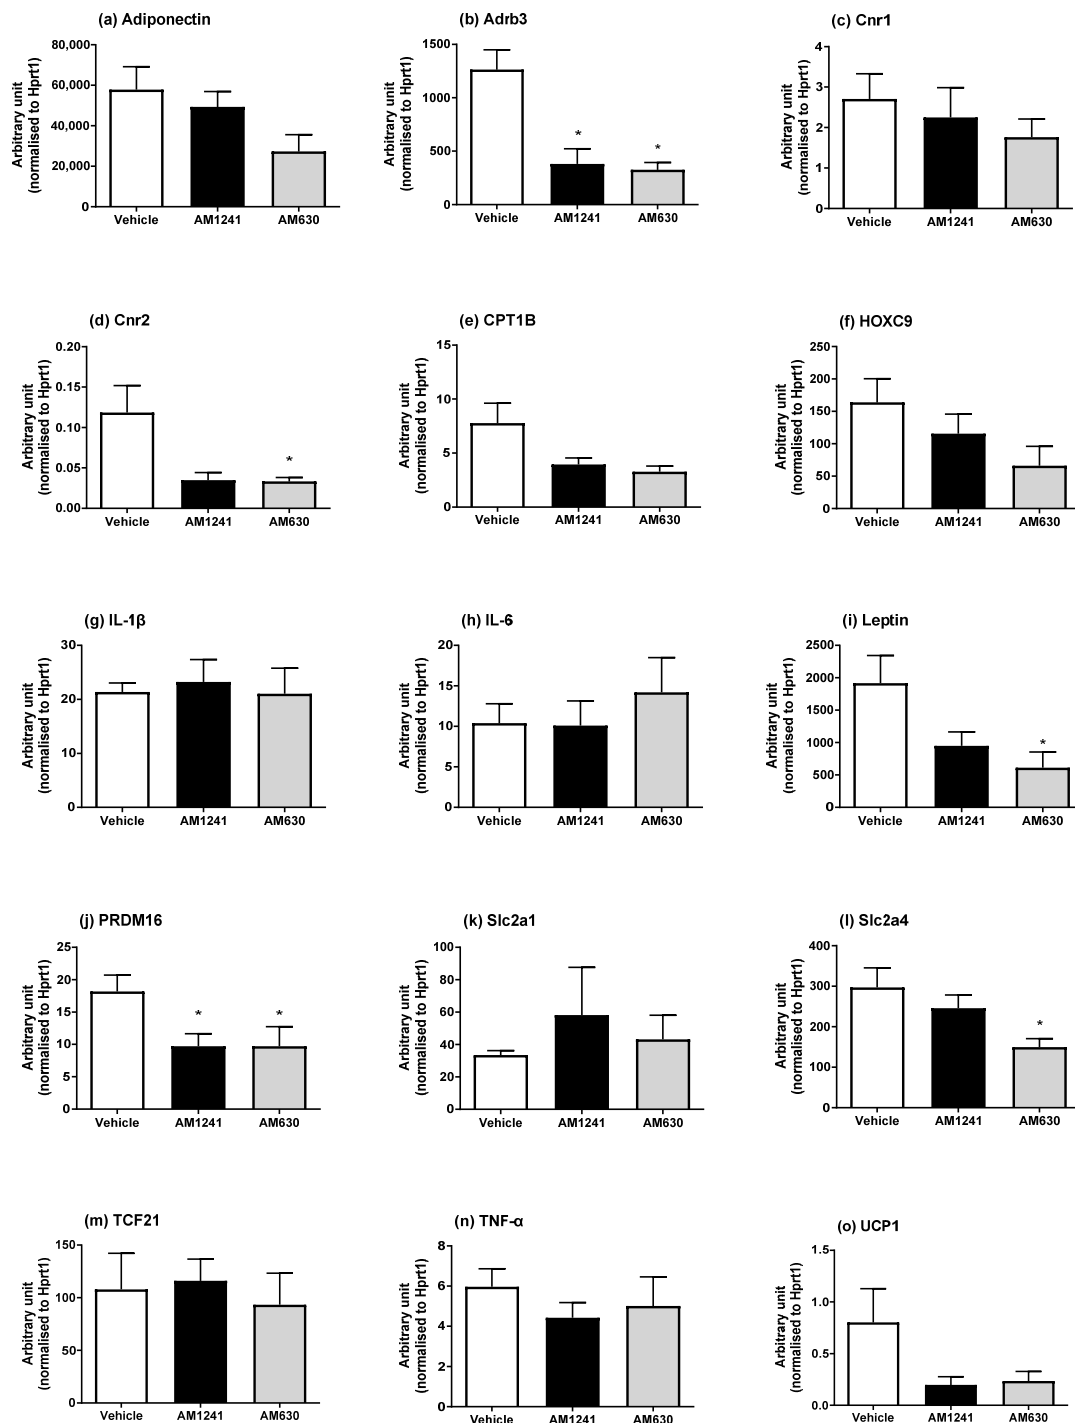 (a) Adiponectin
Arbitrary unit
(normalised to Hprt1)
80,000
60,000
40,000
20,000
0
Vehicle AM1241 AM630
(b) Adrb3
Arbitrary unit
(normalised to Hprt1)
1500
1000
500
0
*
*
Vehicle AM1241 AM630
(c) Cnr1
Arbitrary unit
(normalised to Hprt1)
4
3
2
1
0
Vehicle AM1241 AM630
(d) Cnr2
Arbitrary unit
(normalised to Hprt1)
0.20
0.15
0.10
0.05
0.00
*
Vehicle AM1241 AM630
(e) CPT1B
Arbitrary unit
(normalised to Hprt1)
15
10
5
0
Vehicle AM1241 AM630
(f) HOXC9
Arbitrary unit
(normalised to Hprt1)
250
200
150
100
50
0
Vehicle AM1241 AM630
(g) IL-1β
Arbitrary unit
(normalised to Hprt1)
30
20
10
0
Vehicle AM1241 AM630
(h) IL-6
Arbitrary unit
(normalised to Hprt1)
20
15
10
5
0
Vehicle AM1241 AM630
(i) Leptin
Arbitrary unit
(normalised to Hprt1)
2500
2000
1500
1000
500
0
*
Vehicle AM1241 AM630
(j) PRDM16
Arbitrary unit
(normalised to Hprt1)
25
20
15
10
5
0
* *
Vehicle AM1241 AM630
(k) Slc2a1
Arbitrary unit
(normalised to Hprt1)
100
80
60
40
20
0
Vehicle AM1241 AM630
(l) Slc2a4
Arbitrary unit
(normalised to Hprt1)
400
300
200
100
0
*
Vehicle AM1241 AM630
(m) TCF21
Arbitrary unit
(normalised to Hprt1)
150
100
50
0
Vehicle AM1241 AM630
(n) TNF-α
Arbitrary unit
(normalised to Hprt1)
8
6
4
2
0
Vehicle AM1241 AM630
(o) UCP1
Arbitrary unit
(normalised to Hprt1)
1.5
1.0
0.5
0.0
Vehicle AM1241 AM630